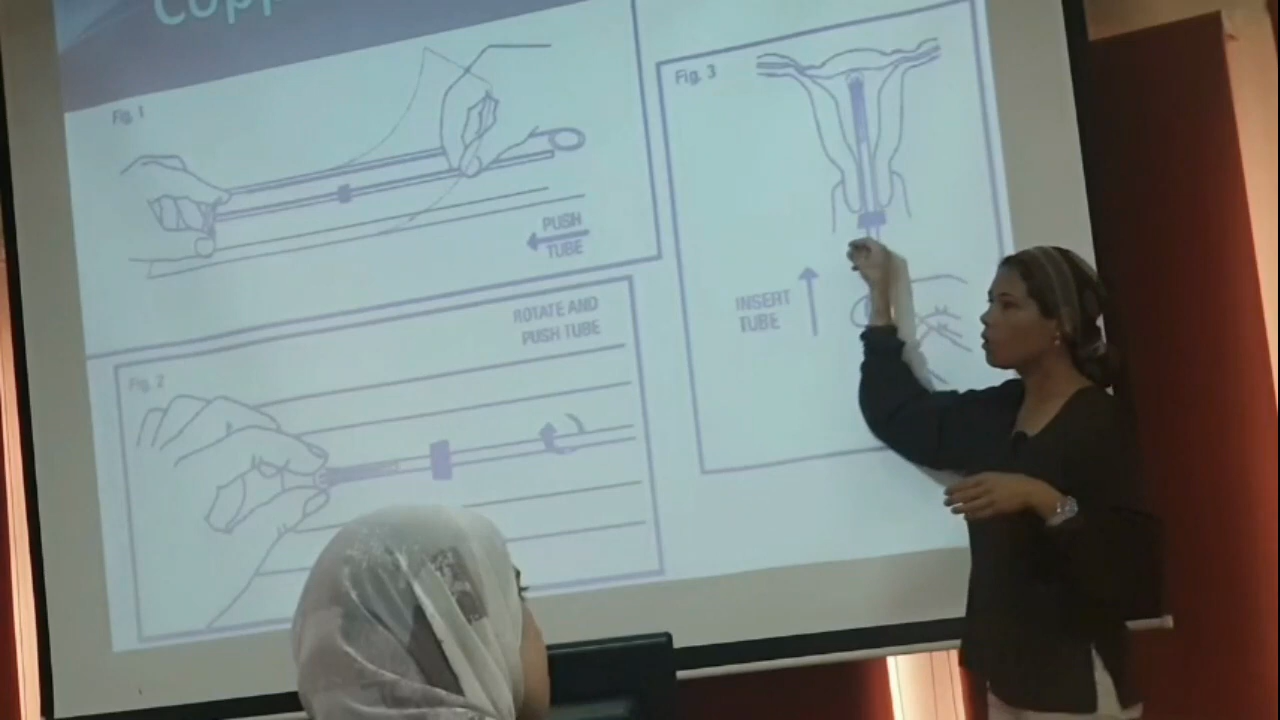 Fig. 1
PUSH
TUBE
ROTATE AND
PUSH TUBE
Fig. 2
Fig. 3
INSERT
TUBE